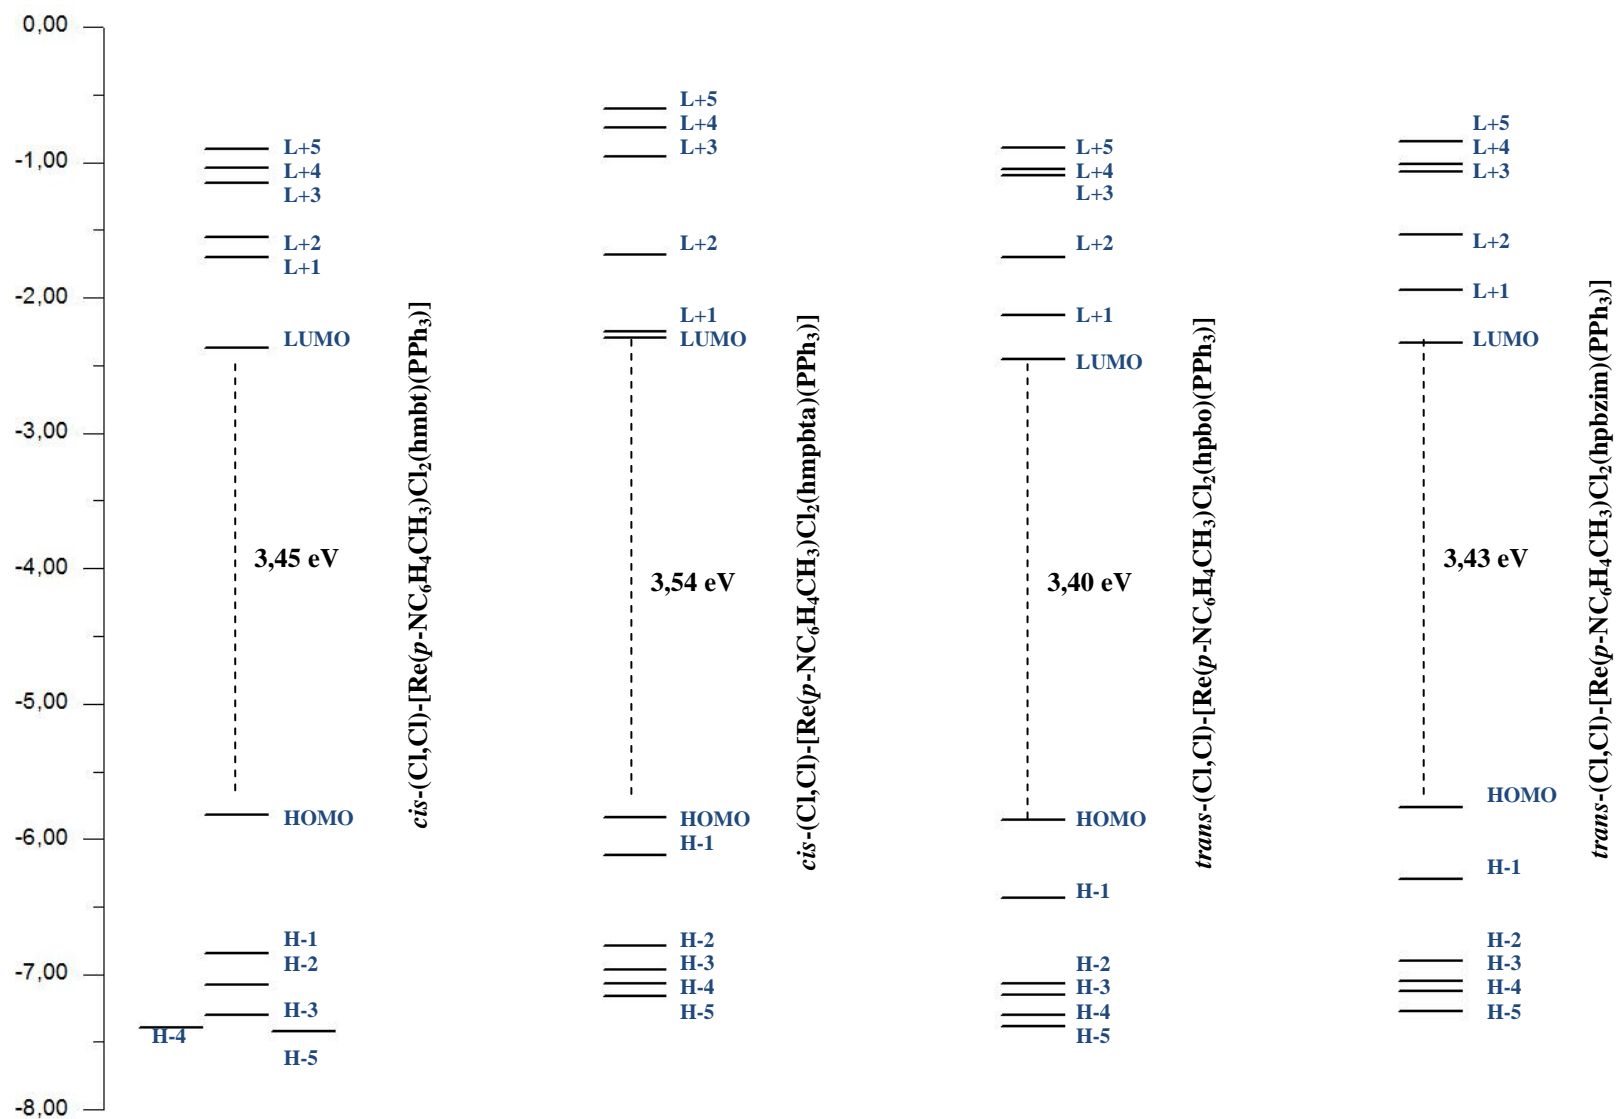 0,00
-1,00
-2,00
-3,00
-4,00
-5,00
-6,00
-7,00
-8,00
L+5
L+4
L+3
L+2
L+1
LUMO
3,45 eV
HOMO
H-1
H-2
H-3
H-4
H-5
cis-(Cl,Cl)-[Re(p-NC₆H₄CH₃)Cl₂(hmbt)(PPh₃)]
L+5
L+4
L+3
L+2
L+1
LUMO
3,54 eV
HOMO
H-1
H-2
H-3
H-4
H-5
cis-(Cl,Cl)-[Re(p-NC₆H₄CH₃)Cl₂(hmpbta)(PPh₃)]
L+5
L+4
L+3
L+2
L+1
LUMO
3,40 eV
HOMO
H-1
H-2
H-3
H-4
H-5
trans-(Cl,Cl)-[Re(p-NC₆H₄CH₃)Cl₂(hpbo)(PPh₃)]
L+5
L+4
L+3
L+2
L+1
LUMO
3,43 eV
HOMO
H-1
H-2
H-3
H-4
H-5
trans-(Cl,Cl)-[Re(p-NC₆H₄CH₃)Cl₂(hpbzim)(PPh₃)]